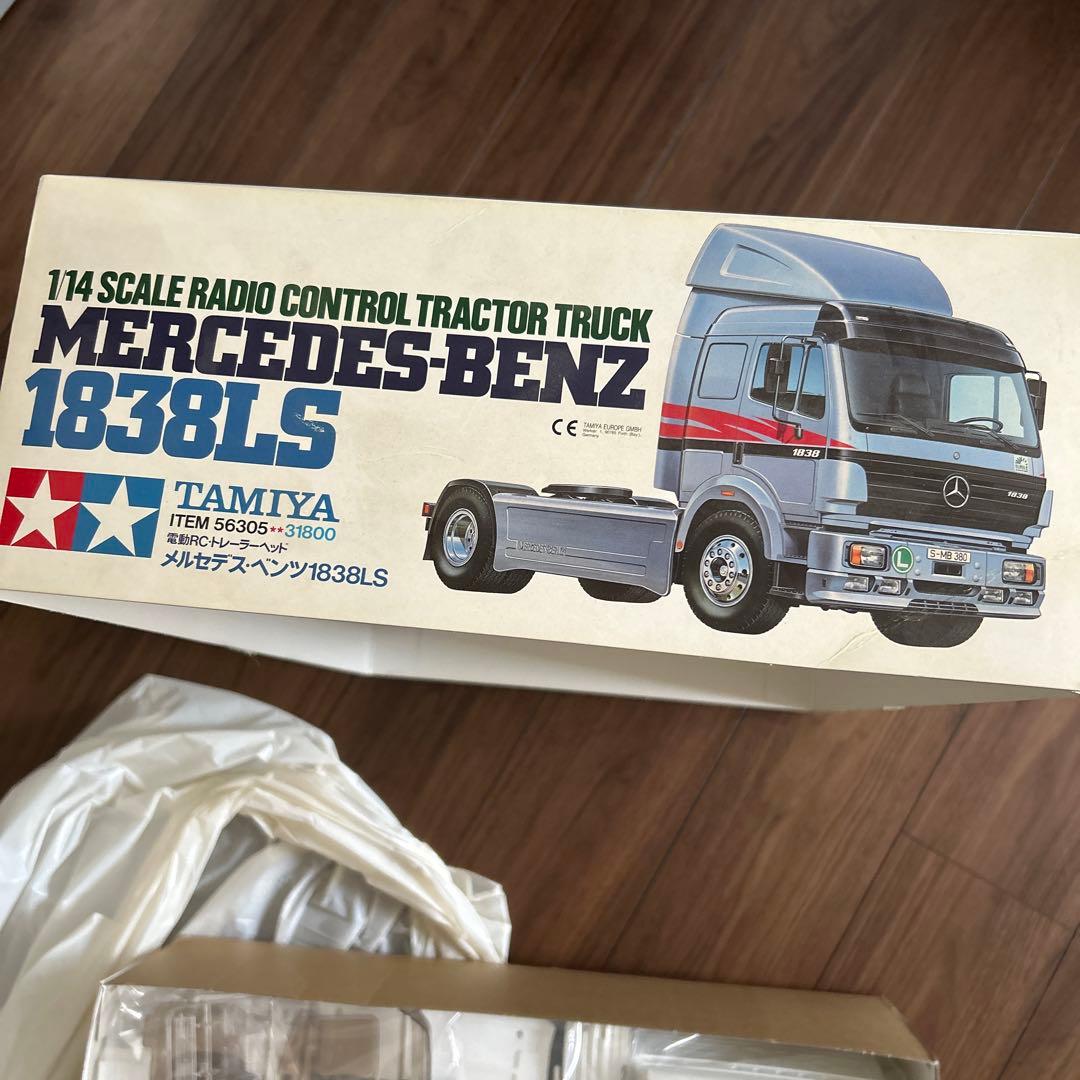 1/14 SCALE RADIO CONTROL TRACTOR TRUCK
MERCEDES-BENZ
1838LS
CE
TAMIYA EUROPE GMBH
Germany
TAMIYA
ITEM 56305**31800
電動RC・トレーラーヘッド
メルセデス・ベンツ1838LS
1838
1838
S-MB 380
L